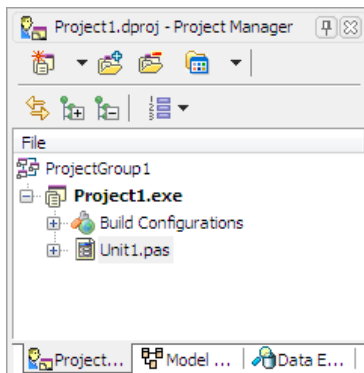 Project1.dproj - Project Manager
File
ProjectGroup1
Project1.exe
Build Configurations
Unit1.pas
Project... Model ... Data E...